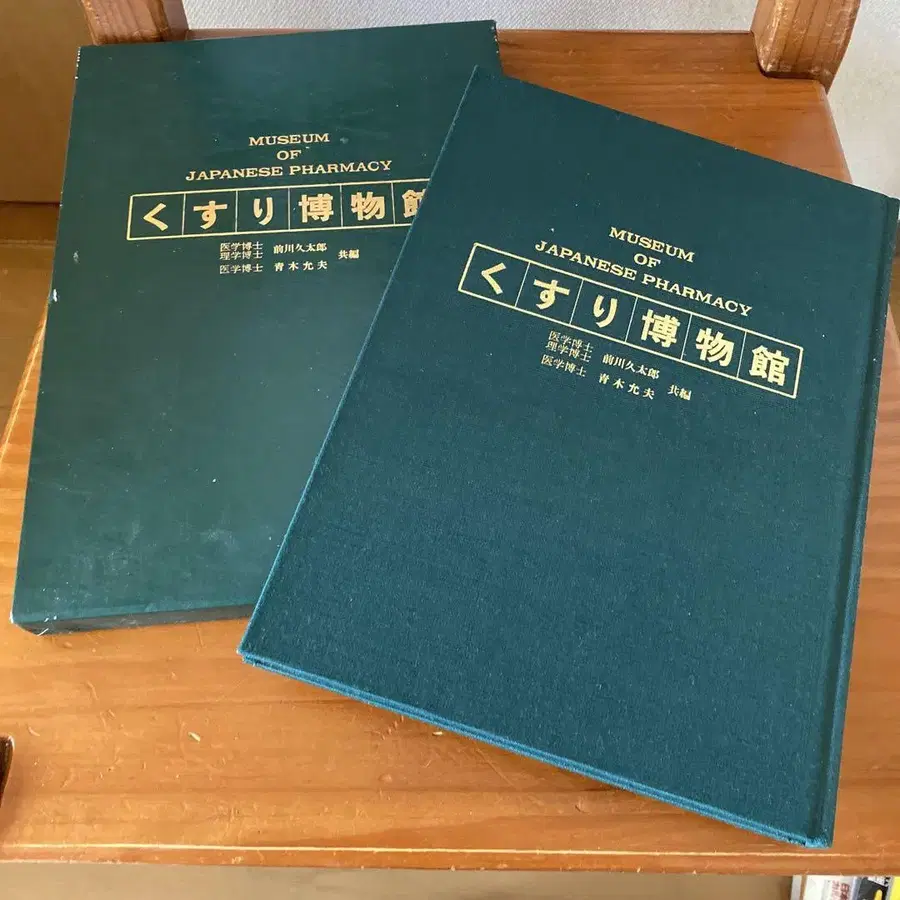 MUSEUM
OF
JAPANESE PHARMACY
くすり博物館
医学博士
理学博士 前川久太郎
医学博士 青木允夫 共編
MUSEUM
OF
JAPANESE PHARMACY
くすり博物館
医学博士
理学博士 前川久太郎
医学博士 青木允夫 共編